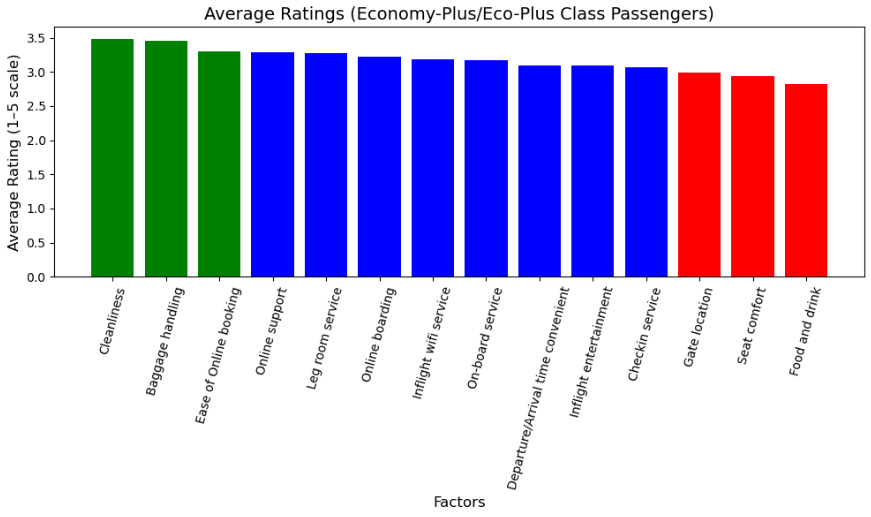 Average Ratings (Economy-Plus/Eco-Plus Class Passengers)
Average Rating (1–5 scale)
3.5
3.0
2.5
2.0
1.5
1.0
0.5
0.0
Cleanliness
Baggage handling
Ease of Online booking
Online support
Leg room service
Online boarding
Inflight wifi service
On-board service
Departure/Arrival time convenient
Inflight entertainment
Checkin service
Gate location
Seat comfort
Food and drink
Factors